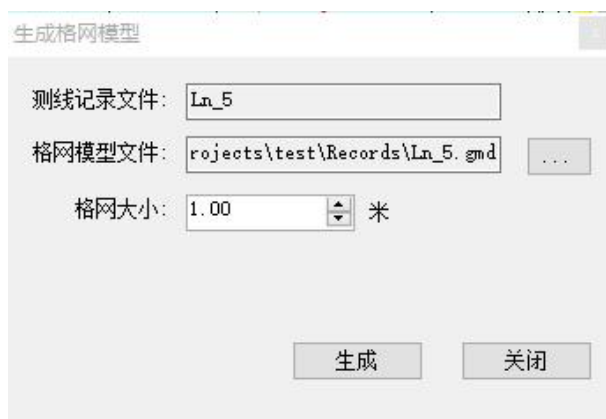 生成格网模型
测线记录文件: Ln_5
格网模型文件: rojects\test\Records\Ln_5.gmd ...
格网大小: 1.00 米
生成 关闭